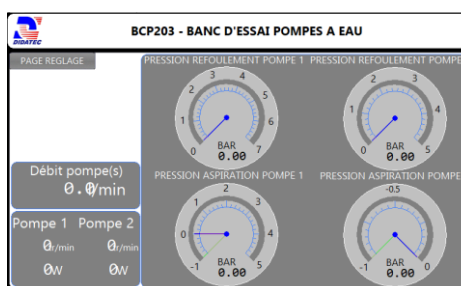 DIDATEC
BCP203 - BANC D'ESSAI POMPES A EAU
PAGE REGLAGE
PRESSION REFOULEMENT POMPE 1
PRESSION REFOULEMENT POMPE
0 1 2 3 4 5 6 7
BAR
0.00
0 1 2 3 4 5
BAR
0.00
Débit pompe(s)
0.0 /min
PRESSION ASPIRATION POMPE 1
PRESSION ASPIRATION POMPE
-1 0 1 2 3 4 5
BAR
0.00
-1 -0.5 0
BAR
0.00
Pompe 1 Pompe 2
0r/min 0r/min
0W 0W